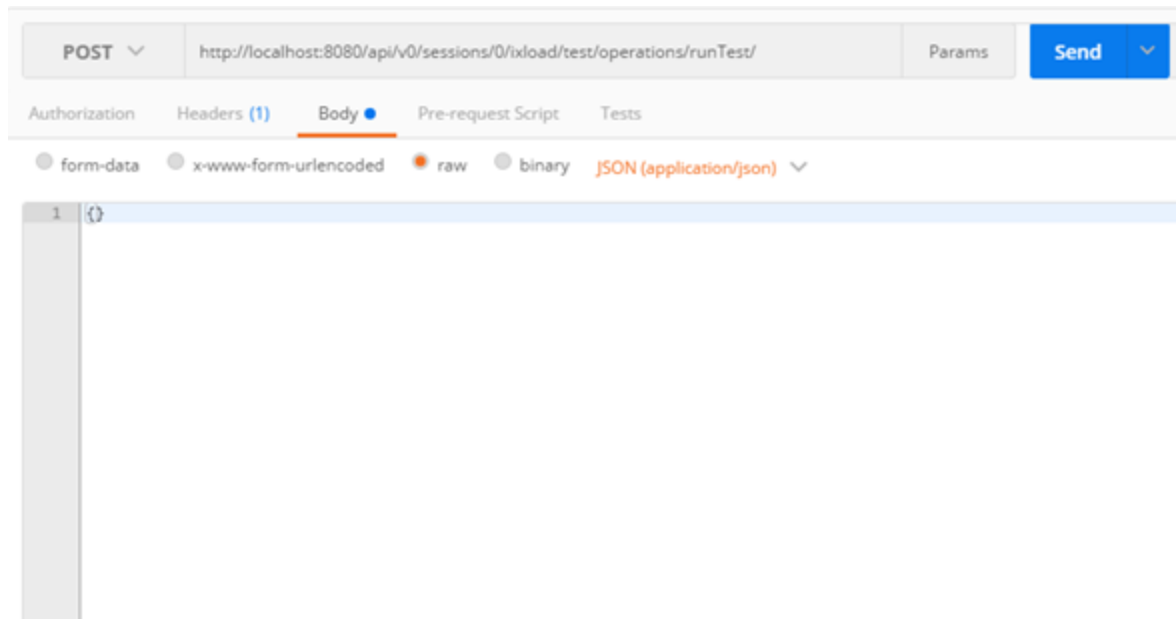 POST http://localhost:8080/api/v0/sessions/0/ixload/test/operations/runTest/ Params Send
Authorization Headers (1) Body Pre-request Script Tests
form-data x-www-form-urlencoded raw binary JSON (application/json)
1 {}